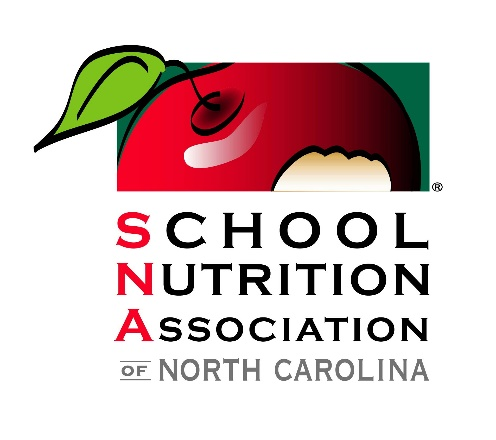 ®
SCHOOL
NUTRITION
ASSOCIATION
OF NORTH CAROLINA